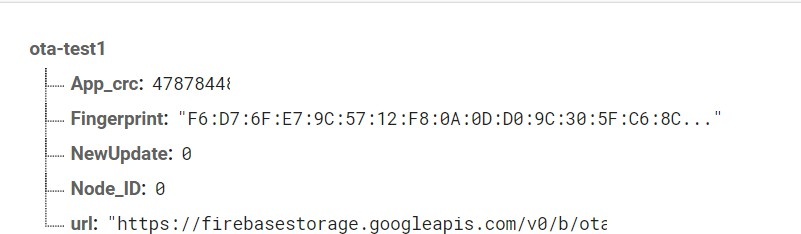 ota-test1
App_crc: 47878448
Fingerprint: "F6:D7:6F:E7:9C:57:12:F8:0A:0D:D0:9C:30:5F:C6:8C..."
NewUpdate: 0
Node_ID: 0
url: "https://firebasestorage.googleapis.com/v0/b/ota